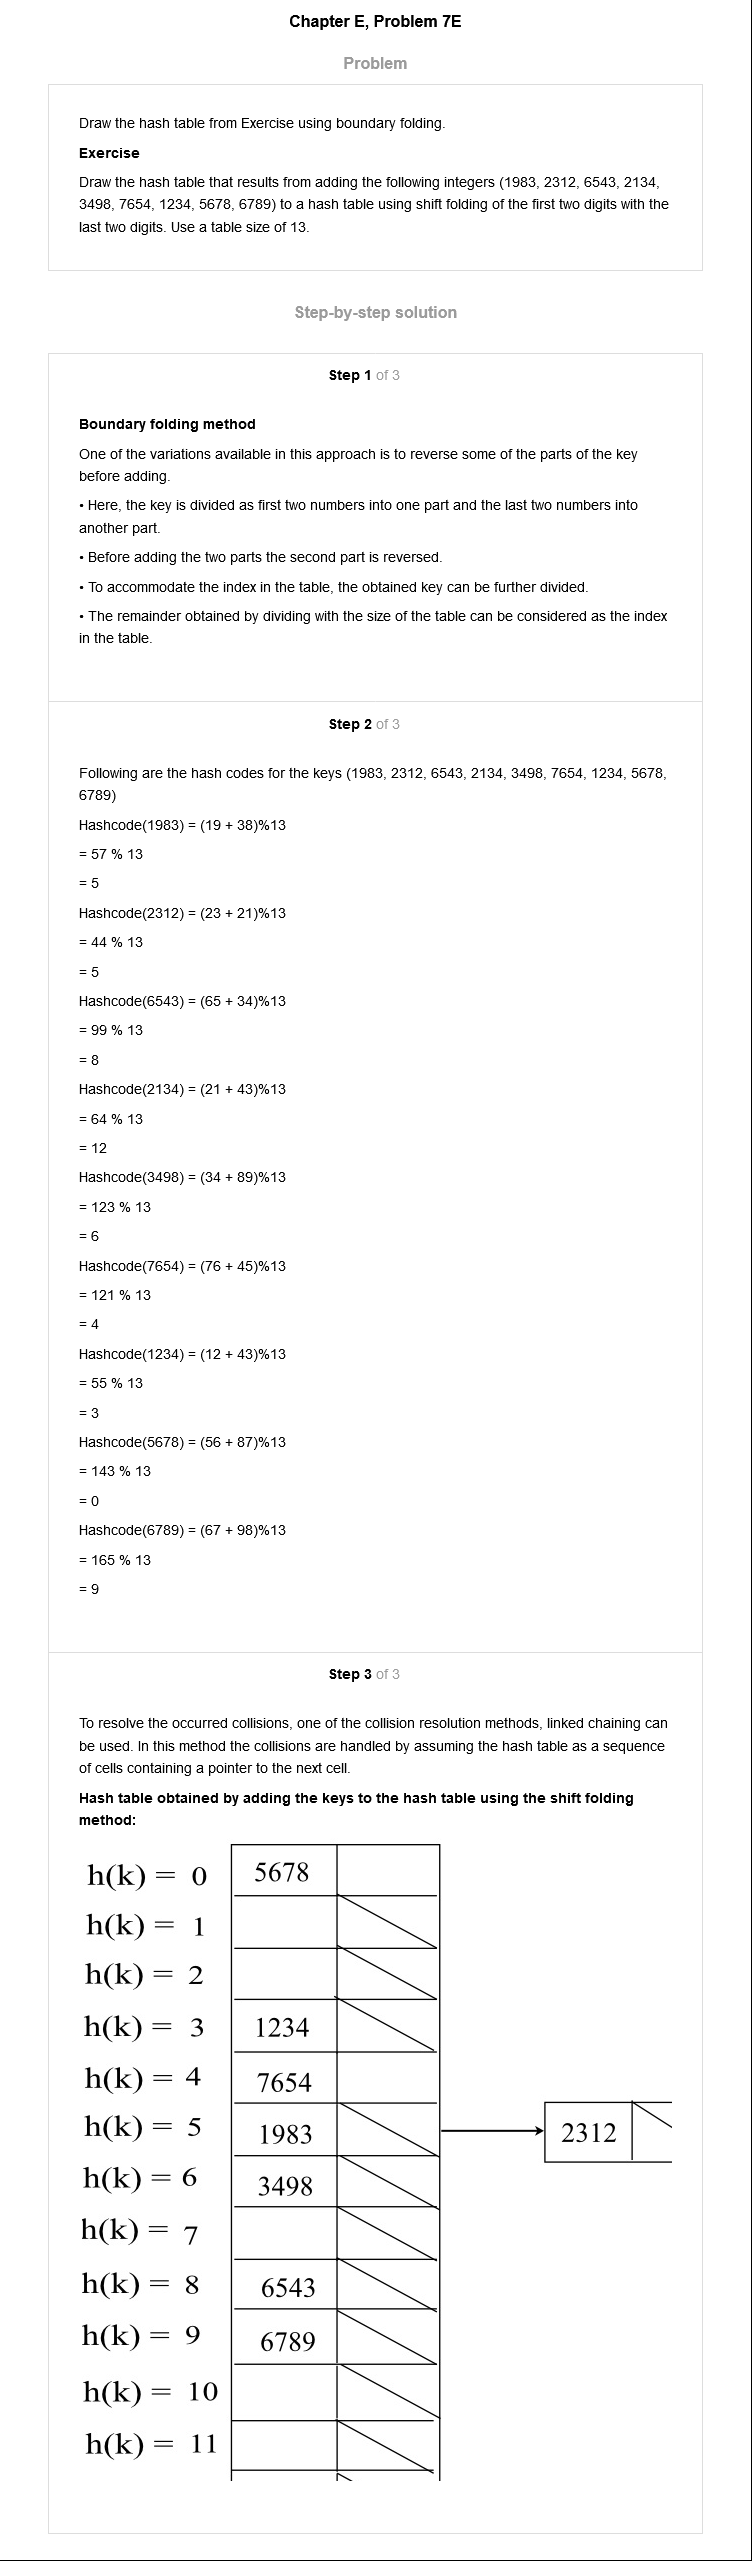 Chapter E, Problem 7E
Problem
Draw the hash table from Exercise using boundary folding.
Exercise
Draw the hash table that results from adding the following integers (1983, 2312, 6543, 2134,
3498, 7654, 1234, 5678, 6789) to a hash table using shift folding of the first two digits with the
last two digits. Use a table size of 13.
Step-by-step solution
Step 1 of 3
Boundary folding method
One of the variations available in this approach is to reverse some of the parts of the key
before adding.
• Here, the key is divided as first two numbers into one part and the last two numbers into
another part.
• Before adding the two parts the second part is reversed.
• To accommodate the index in the table, the obtained key can be further divided.
• The remainder obtained by dividing with the size of the table can be considered as the index
in the table.
Step 2 of 3
Following are the hash codes for the keys (1983, 2312, 6543, 2134, 3498, 7654, 1234, 5678,
6789)
Hashcode(1983) = (19 + 38)%13
= 57 % 13
= 5
Hashcode(2312) = (23 + 21)%13
= 44 % 13
= 5
Hashcode(6543) = (65 + 34)%13
= 99 % 13
= 8
Hashcode(2134) = (21 + 43)%13
= 64 % 13
= 12
Hashcode(3498) = (34 + 89)%13
= 123 % 13
= 6
Hashcode(7654) = (76 + 45)%13
= 121 % 13
= 4
Hashcode(1234) = (12 + 43)%13
= 55 % 13
= 3
Hashcode(5678) = (56 + 87)%13
= 143 % 13
= 0
Hashcode(6789) = (67 + 98)%13
= 165 % 13
= 9
Step 3 of 3
To resolve the occurred collisions, one of the collision resolution methods, linked chaining can
be used. In this method the collisions are handled by assuming the hash table as a sequence
of cells containing a pointer to the next cell.
Hash table obtained by adding the keys to the hash table using the shift folding
method:
h(k) = 0 5678
h(k) = 1
h(k) = 2
h(k) = 3 1234
h(k) = 4 7654
h(k) = 5 1983 2312
h(k) = 6 3498
h(k) = 7
h(k) = 8 6543
h(k) = 9 6789
h(k) = 10
h(k) = 11